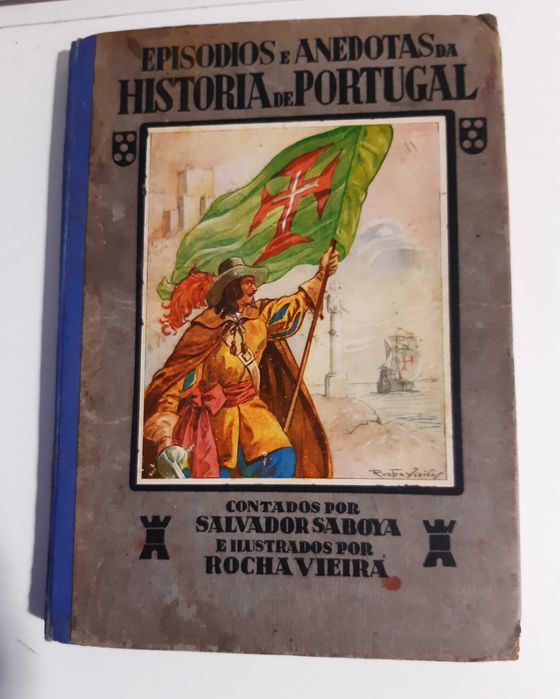 EPISODIOS E ANEDOTAS DA
HISTORIA DE PORTUGAL
Rocha Vieira
CONTADOS POR
SALVADOR SABOYA
E ILUSTRADOS POR
ROCHA VIEIRA